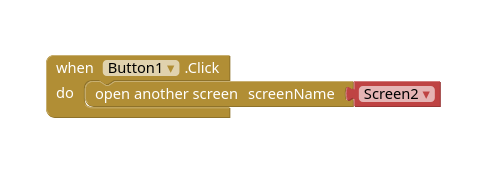 when Button1 .Click
do open another screen screenName Screen2